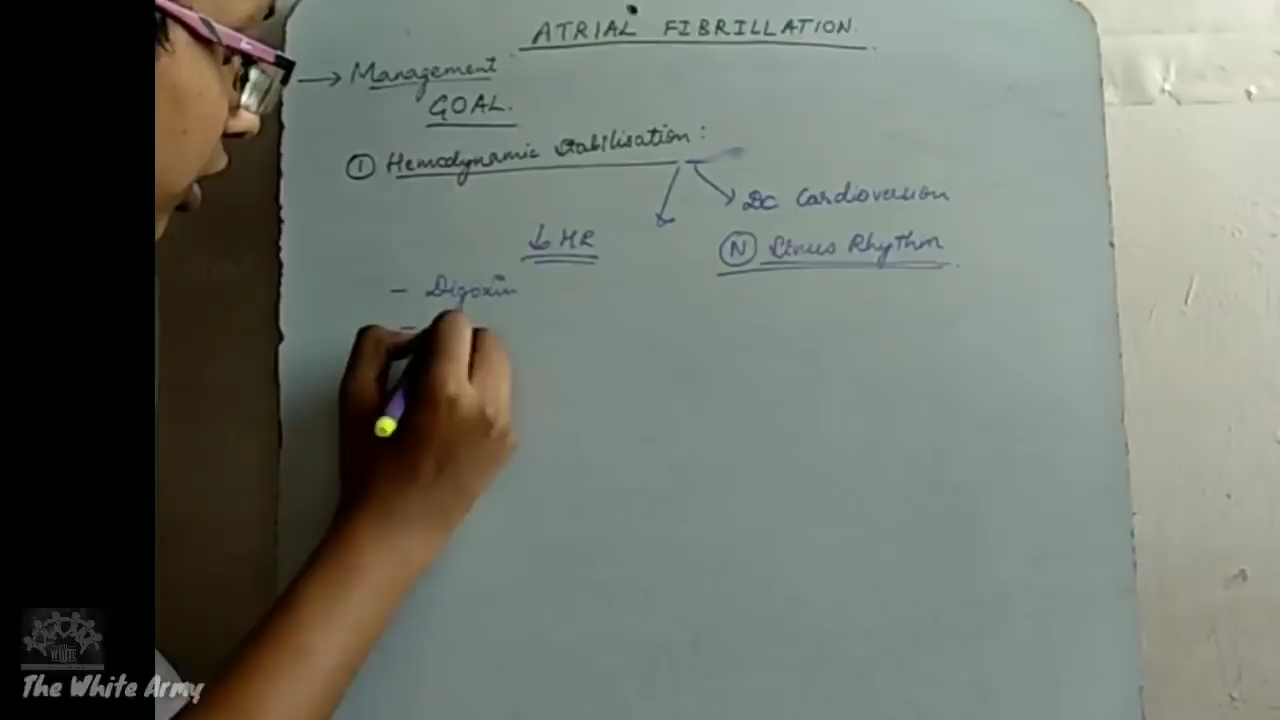 ATRIAL FIBRILLATION.
→ Management
GOAL.
① Hemodynamic Stabilisation:
DC Cardioversion
↓ HR
Ⓝ Sinus Rhythm.
- Digoxin
-
The White Army